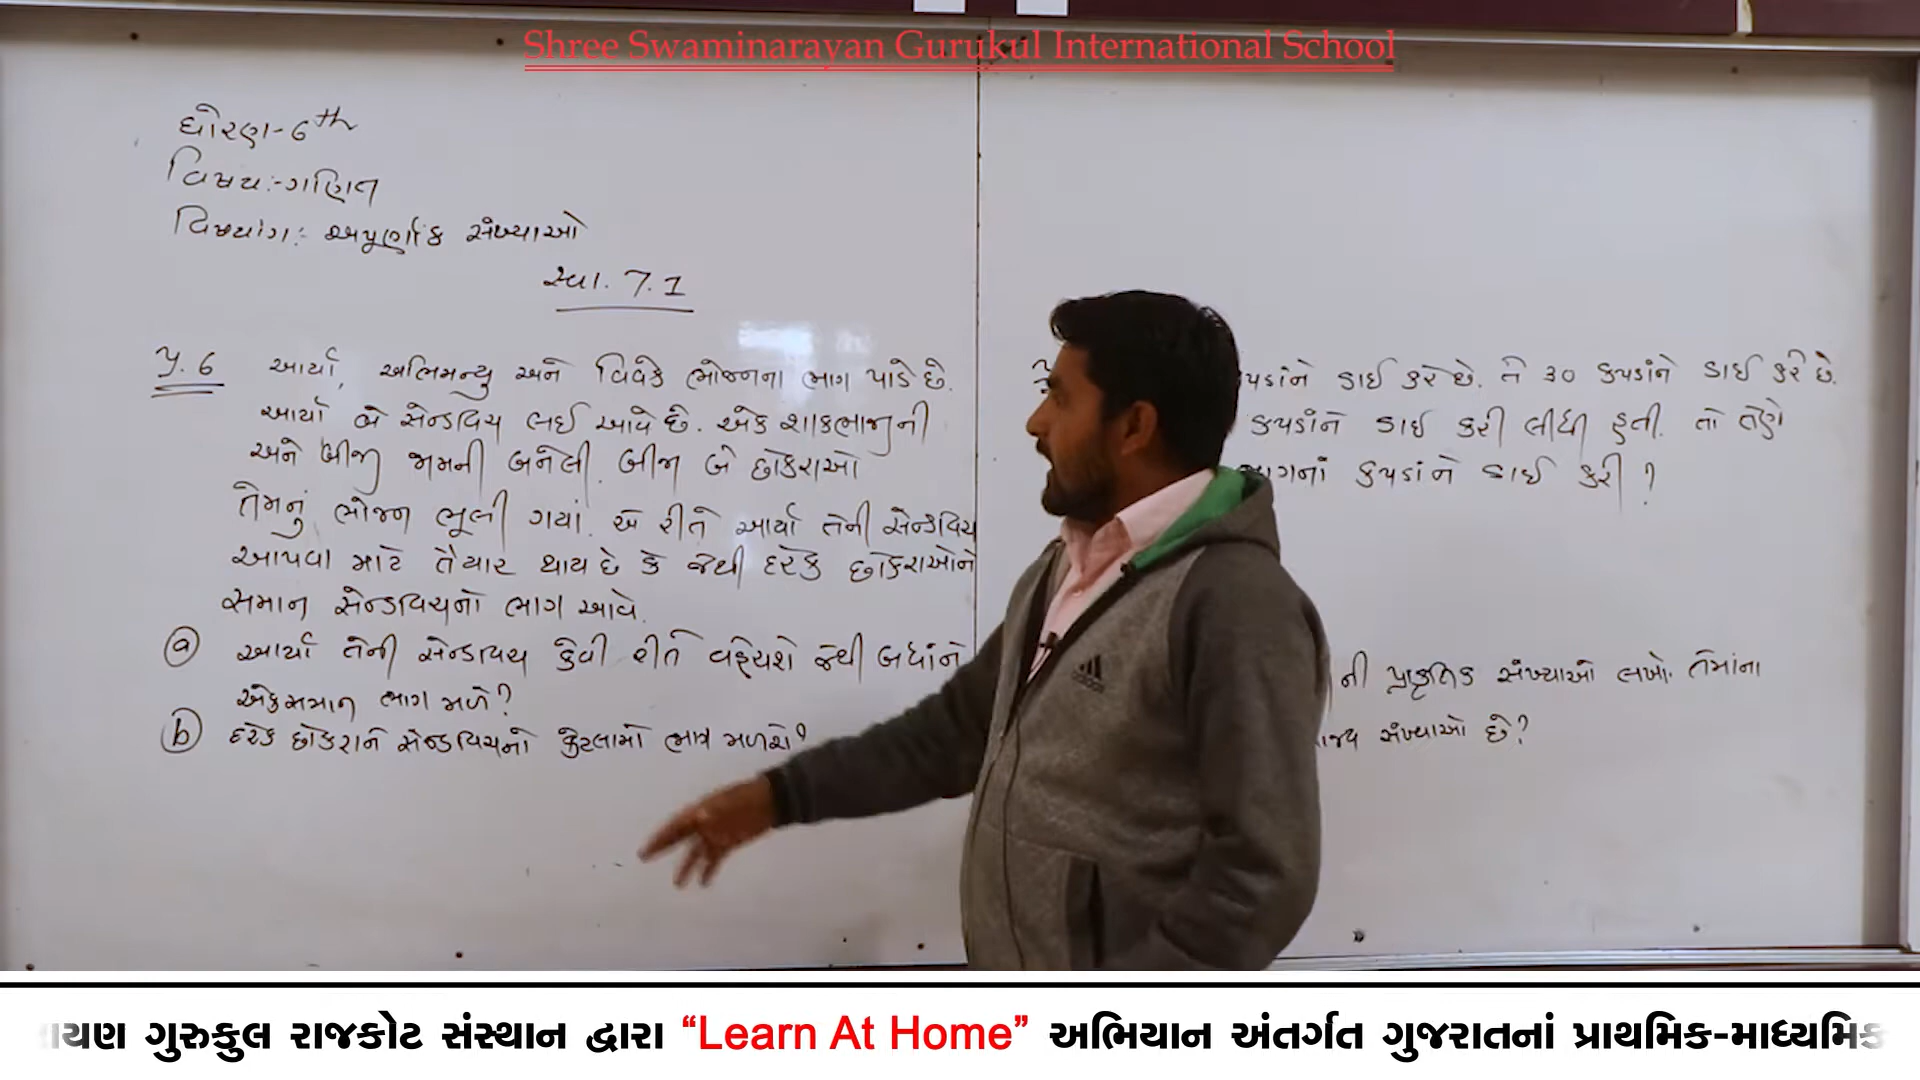 Shree Swaminarayan Gurukul International School
ધોરણ-6th
વિષય:-ગણિત
વિષયાંગ:- અપૂર્ણાંક સંખ્યાઓ
સ્વા. 7.1
પ્ર. 6 આર્યા, અભિમન્યુ અને વિવેક ભોજનના ભાગ પાડે છે.
આર્યા બે સેન્ડવિચ લઈ આવે છે. એક શાકભાજીની
અને બીજી જામની બનેલી. બીજા બે છોકરાઓ
તેમનું ભોજન ભૂલી ગયાં. એ રીતે આર્યા તેની સેન્ડવિચ
આપવા માટે તૈયાર થાય છે કે જેથી દરેક છોકરાઓને
સમાન સેન્ડવિચનો ભાગ આવે.
(a) આર્યા તેની સેન્ડવિચ કેવી રીતે વહેંચશે જેથી બધાંને
એકસમાન ભાગ મળે?
(b) દરેક છોકરાને સેન્ડવિચનો કેટલામો ભાગ મળશે?
કપડાંને ડાઈ કરે છે. તે 30 કપડાંને ડાઈ કરે છે.
કપડાંને ડાઈ કરી લીધી હતી. તો તેણે
ભાગનાં કપડાંને ડાઈ કરી?
ની પ્રાકૃતિક સંખ્યાઓ લખો. તેમાંના
સંખ્યાઓ છે?
adidas
ગુરુકુલ રાજકોટ સંસ્થાન દ્વારા “Learn At Home” અભિયાન અંતર્ગત ગુજરાતનાં પ્રાથમિક-માધ્યમિક